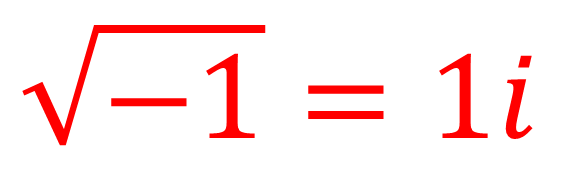 √−1 = 1i